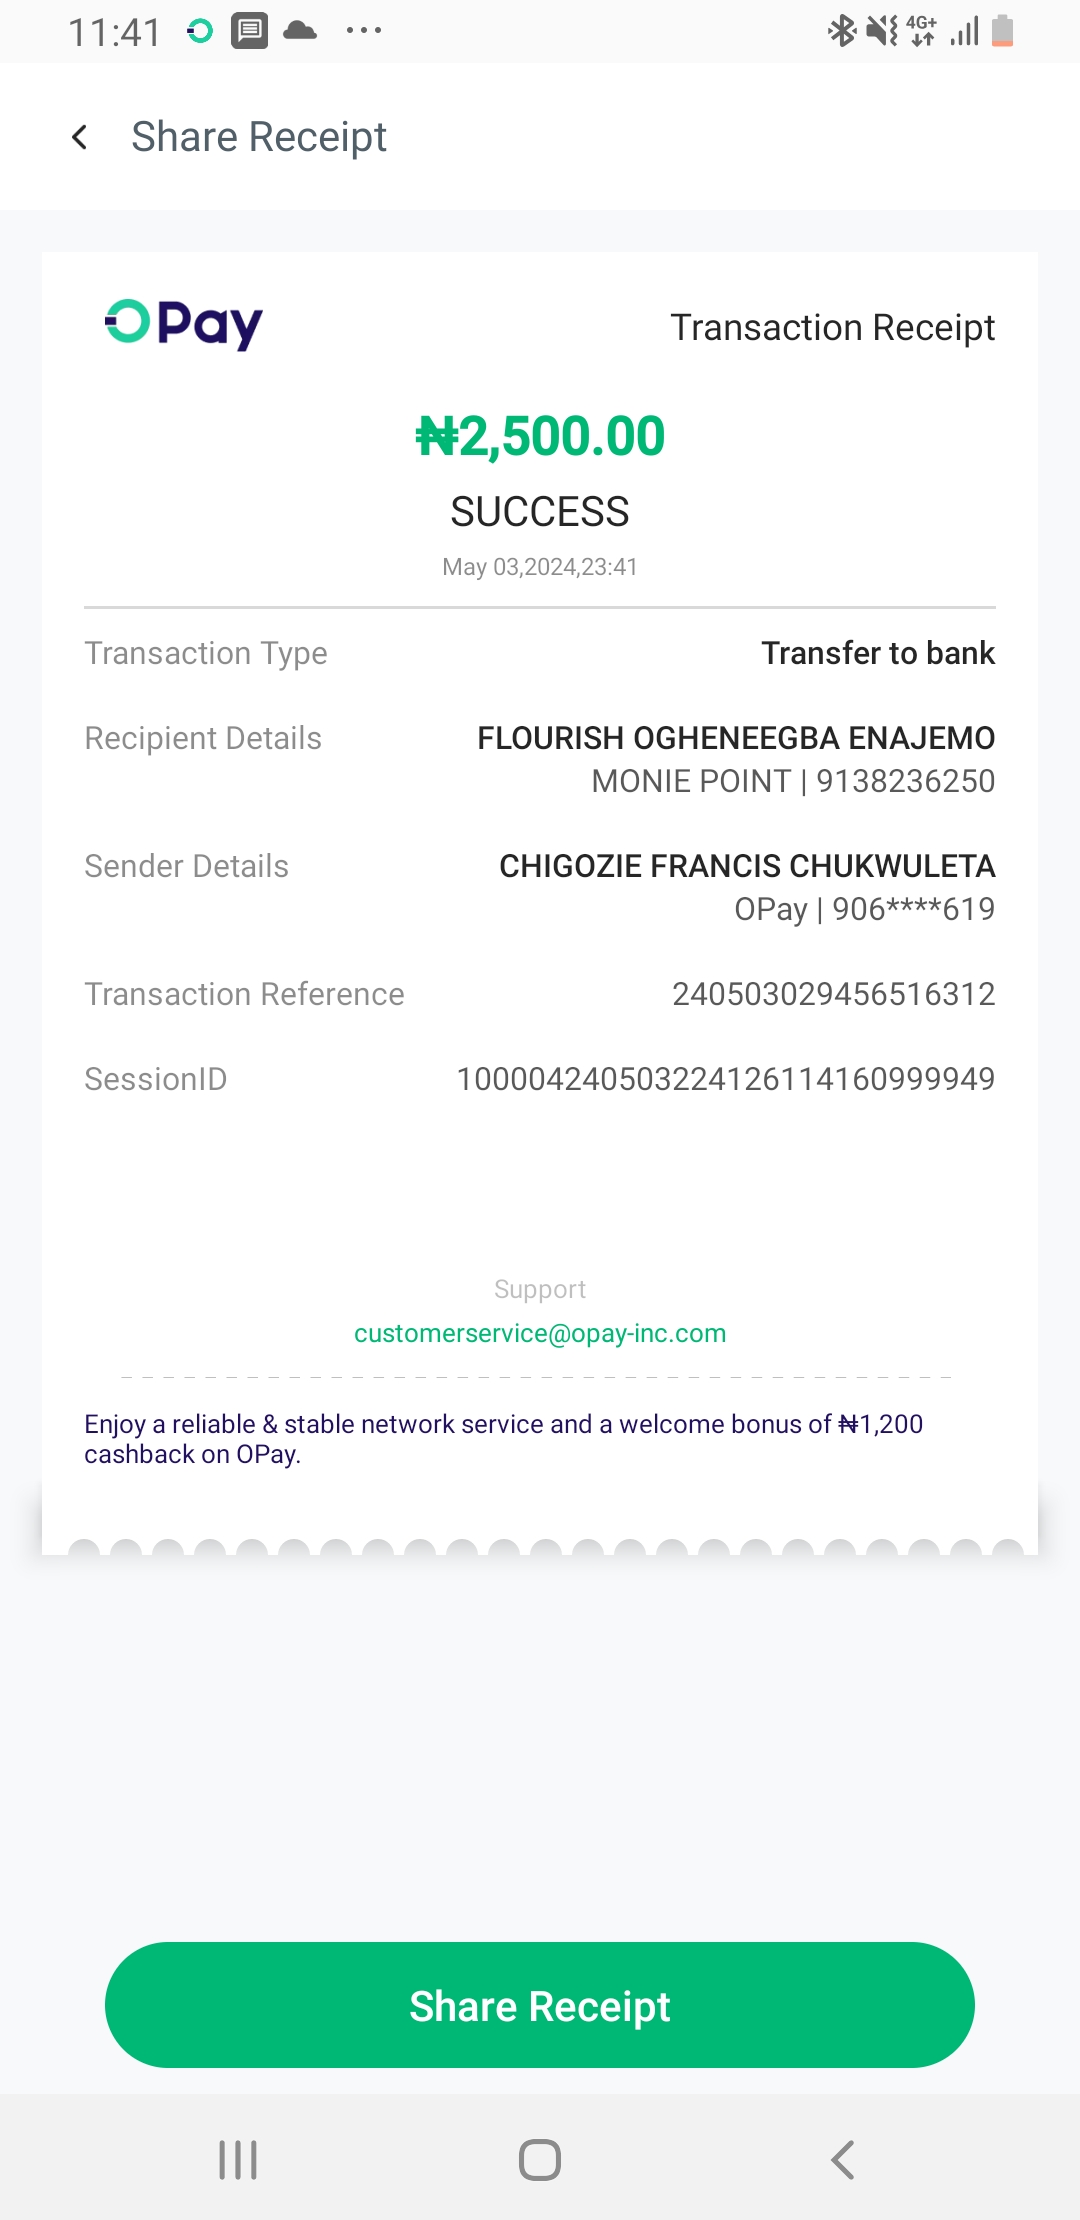 11:41
4G+
Share Receipt
OPay
Transaction Receipt
₦2,500.00
SUCCESS
May 03,2024,23:41
Transaction Type
Transfer to bank
Recipient Details
FLOURISH OGHENEEGBA ENAJEMO
MONIE POINT | 9138236250
Sender Details
CHIGOZIE FRANCIS CHUKWULETA
OPay | 906****619
Transaction Reference
240503029456516312
SessionID
100004240503224126114160999949
Support
customerservice@opay-inc.com
Enjoy a reliable & stable network service and a welcome bonus of ₦1,200
cashback on OPay.
Share Receipt